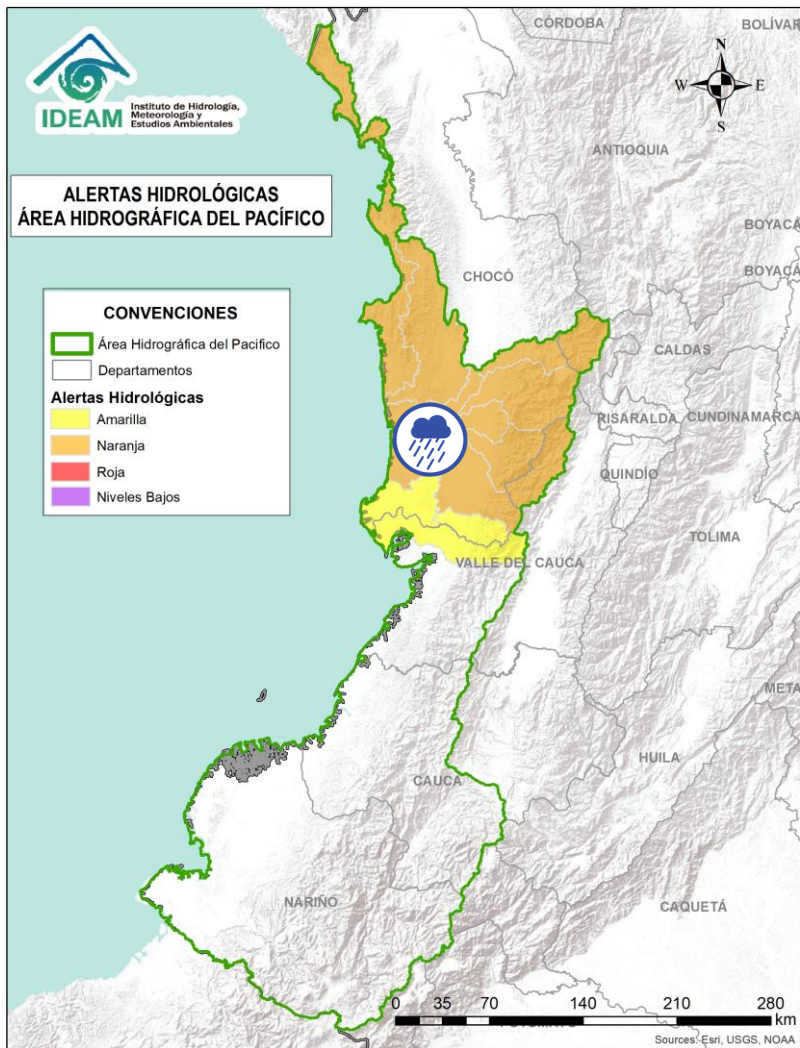 IDEAM
Instituto de Hidrología,
Meteorología y
Estudios Ambientales
ALERTAS HIDROLÓGICAS
ÁREA HIDROGRÁFICA DEL PACÍFICO
CONVENCIONES
Área Hidrográfica del Pacifico
Departamentos
Alertas Hidrológicas
Amarilla
Naranja
Roja
Niveles Bajos
CÓRDOBA
BOLÍVAR
N
W
E
S
ANTIOQUIA
BOYACÁ
CHOCÓ
BOYACÁ
CALDAS
RISARALDA
CUNDINAMARCA
QUINDÍO
TOLIMA
VALLE DEL CAUCA
META
HUILA
CAUCA
NARIÑO
CAQUETÁ
0 35 70 140 210 280
km
Sources: Esri, USGS, NOAA